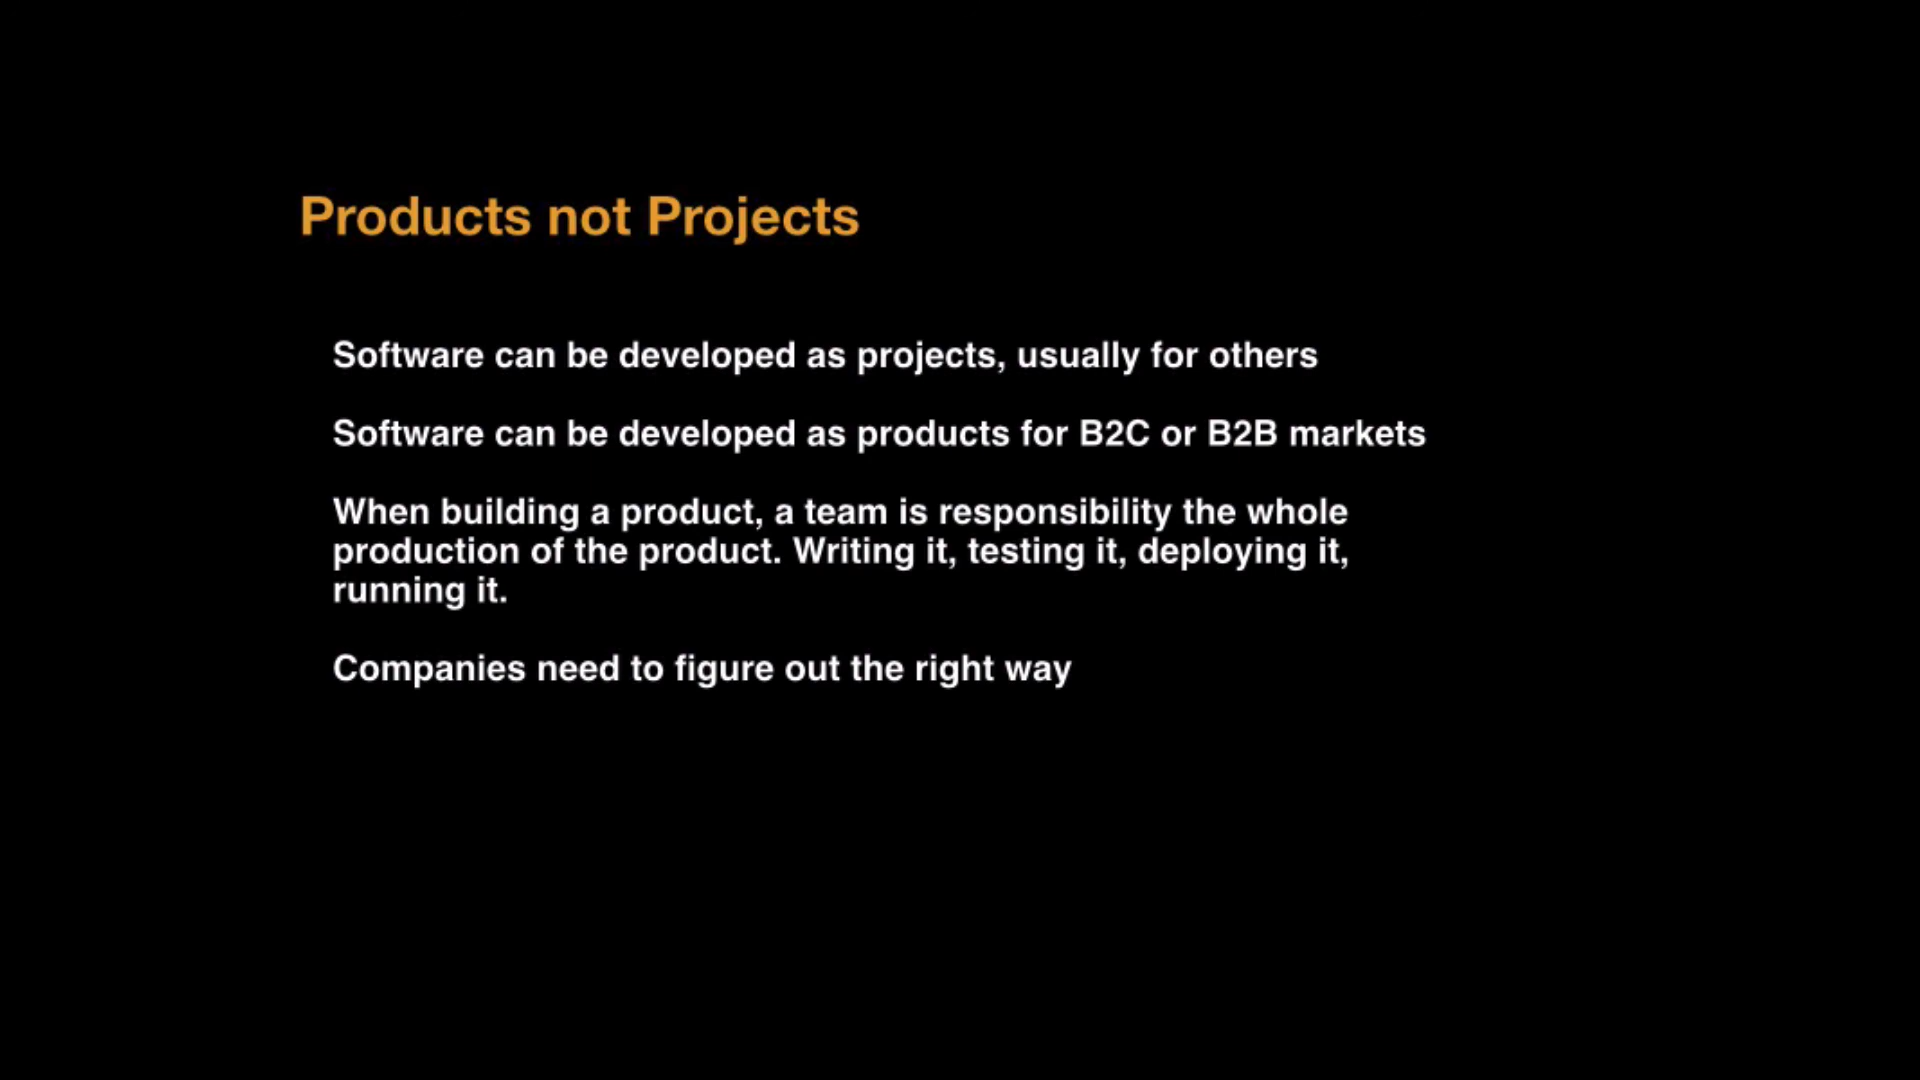 Products not Projects
Software can be developed as projects, usually for others
Software can be developed as products for B2C or B2B markets
When building a product, a team is responsibility the whole
production of the product. Writing it, testing it, deploying it,
running it.
Companies need to figure out the right way